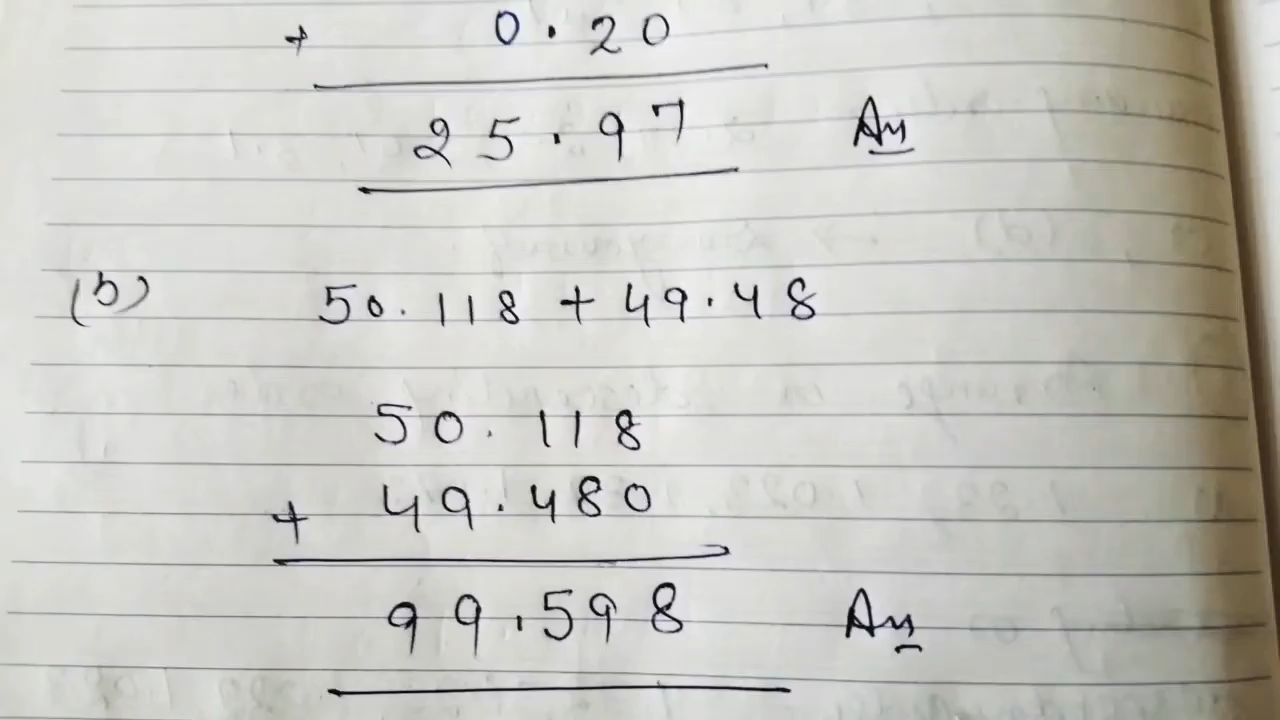 + 0.20
25.97 Ans
(b) 50.118 + 49.48
50.118
+ 49.480
99.598 Ans